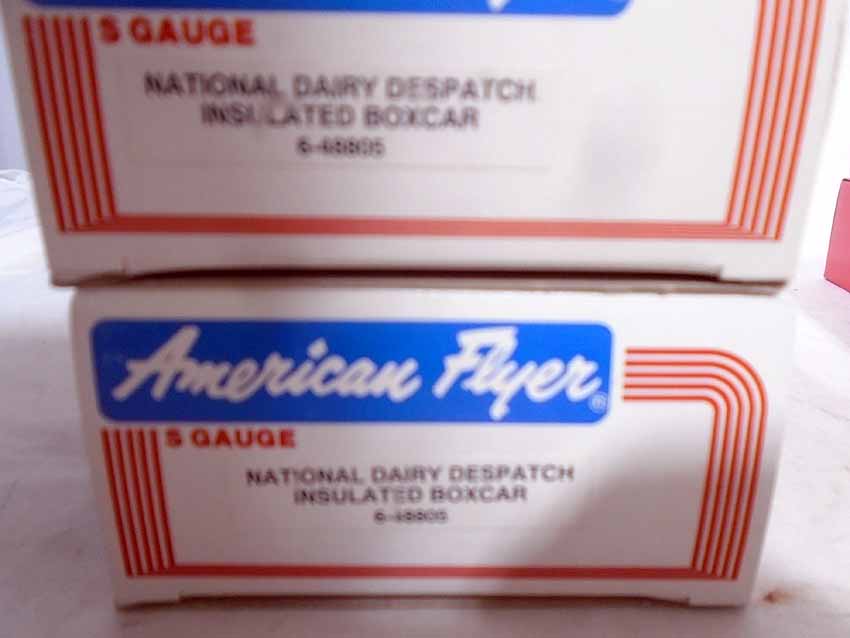 S GAUGE
NATIONAL DAIRY DESPATCH
INSULATED BOXCAR
6-48805
American Flyer®
S GAUGE
NATIONAL DAIRY DESPATCH
INSULATED BOXCAR
6-48805